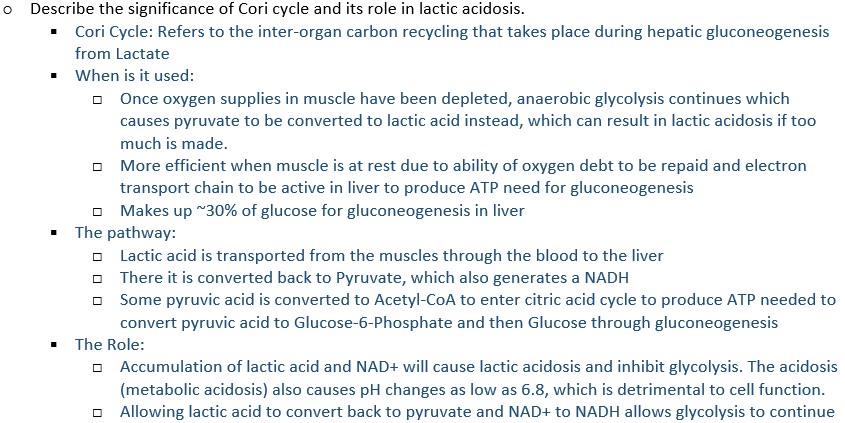 Describe the significance of Cori cycle and its role in lactic acidosis.
Cori Cycle: Refers to the inter-organ carbon recycling that takes place during hepatic gluconeogenesis
from Lactate
When is it used:
Once oxygen supplies in muscle have been depleted, anaerobic glycolysis continues which
causes pyruvate to be converted to lactic acid instead, which can result in lactic acidosis if too
much is made.
More efficient when muscle is at rest due to ability of oxygen debt to be repaid and electron
transport chain to be active in liver to produce ATP need for gluconeogenesis
Makes up ~30% of glucose for gluconeogenesis in liver
The pathway:
Lactic acid is transported from the muscles through the blood to the liver
There it is converted back to Pyruvate, which also generates a NADH
Some pyruvic acid is converted to Acetyl-CoA to enter citric acid cycle to produce ATP needed to
convert pyruvic acid to Glucose-6-Phosphate and then Glucose through gluconeogenesis
The Role:
Accumulation of lactic acid and NAD+ will cause lactic acidosis and inhibit glycolysis. The acidosis
(metabolic acidosis) also causes pH changes as low as 6.8, which is detrimental to cell function.
Allowing lactic acid to convert back to pyruvate and NAD+ to NADH allows glycolysis to continue